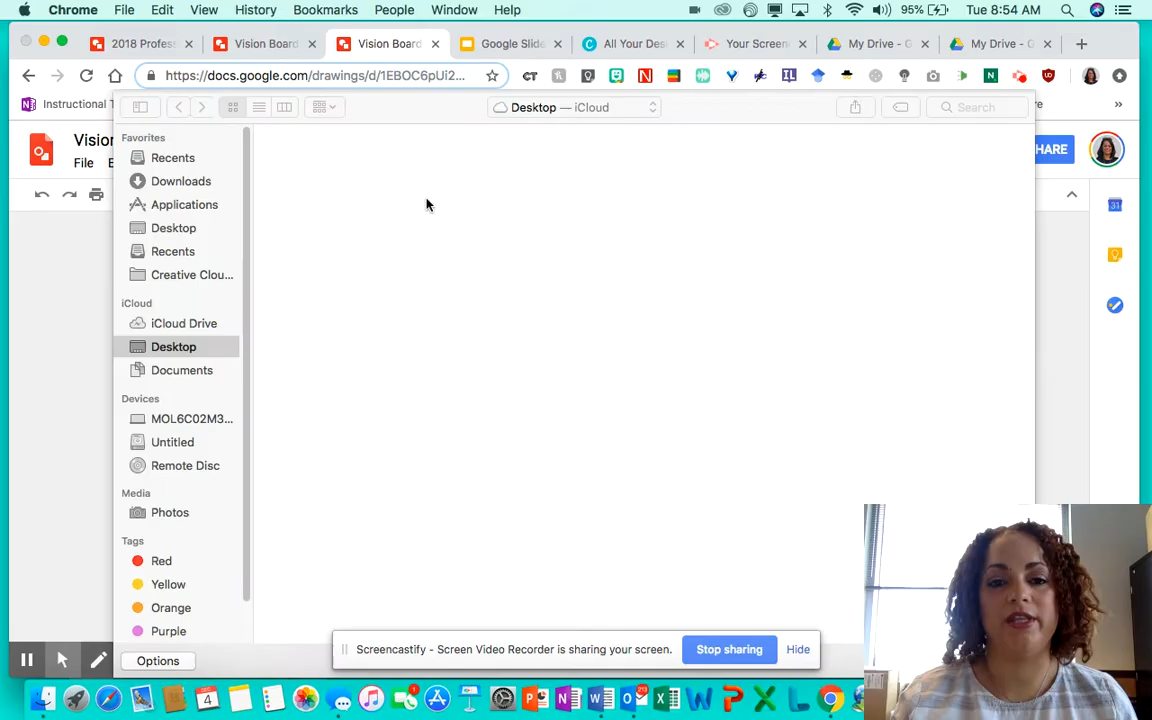 Chrome File Edit View History Bookmarks People Window Help 95% Tue 8:54 AM
2018 Profess Vision Board Vision Board Google Slide All Your Des Your Screen My Drive - G My Drive - G
https://docs.google.com/drawings/d/1EBOC6pUi2...
Instructional T Desktop — iCloud Search »
Vision
File HARE
Favorites
Recents
Downloads
Applications
Desktop
Recents
Creative Clou...
iCloud
iCloud Drive
Desktop
Documents
Devices
MOL6C02M3...
Untitled
Remote Disc
Media
Photos
Tags
Red
Yellow
Orange
Purple
Screencastify - Screen Video Recorder is sharing your screen. Stop sharing Hide
Options